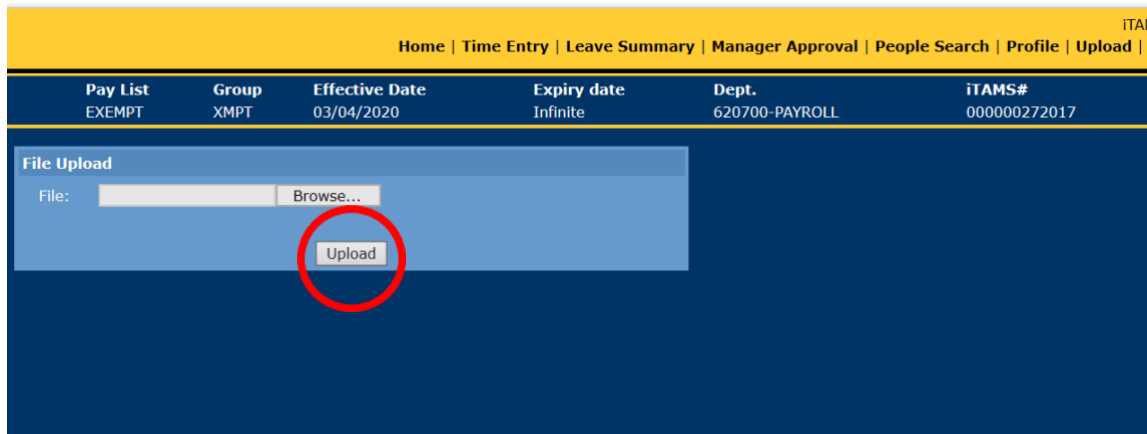 iTA
Home | Time Entry | Leave Summary | Manager Approval | People Search | Profile | Upload |
Pay List Group Effective Date Expiry date Dept. iTAMS#
EXEMPT XMPT 03/04/2020 Infinite 620700-PAYROLL 000000272017
File Upload
File: Browse...
Upload